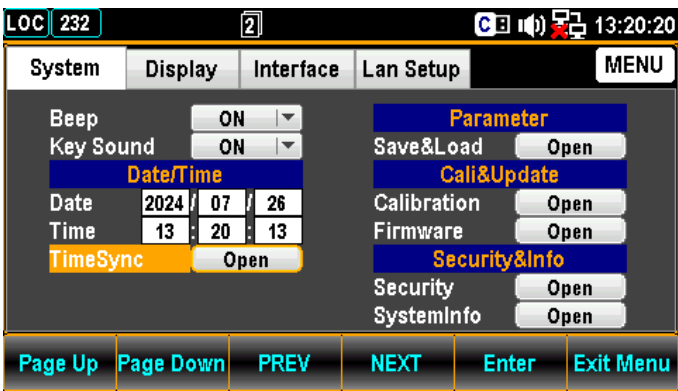 LOC 232 2 C 13:20:20
System Display Interface Lan Setup MENU
Beep ON
Key Sound ON
Date/Time
Date 2024 / 07 / 26
Time 13 : 20 : 13
TimeSync Open
Parameter
Save&Load Open
Cali&Update
Calibration Open
Firmware Open
Security&Info
Security Open
SystemInfo Open
Page Up Page Down PREV NEXT Enter Exit Menu